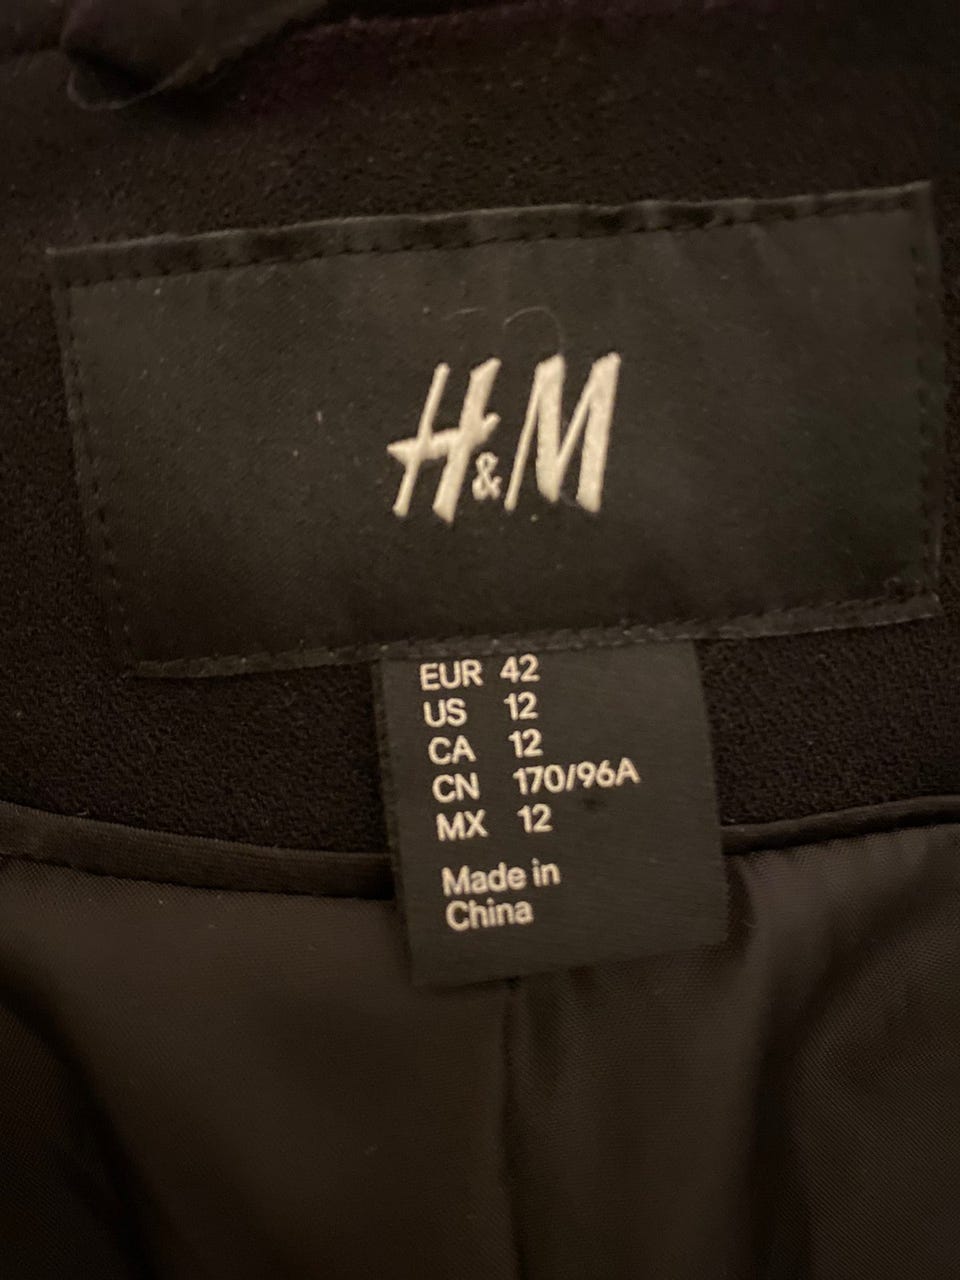 H&M
EUR 42
US 12
CA 12
CN 170/96A
MX 12
Made in
China